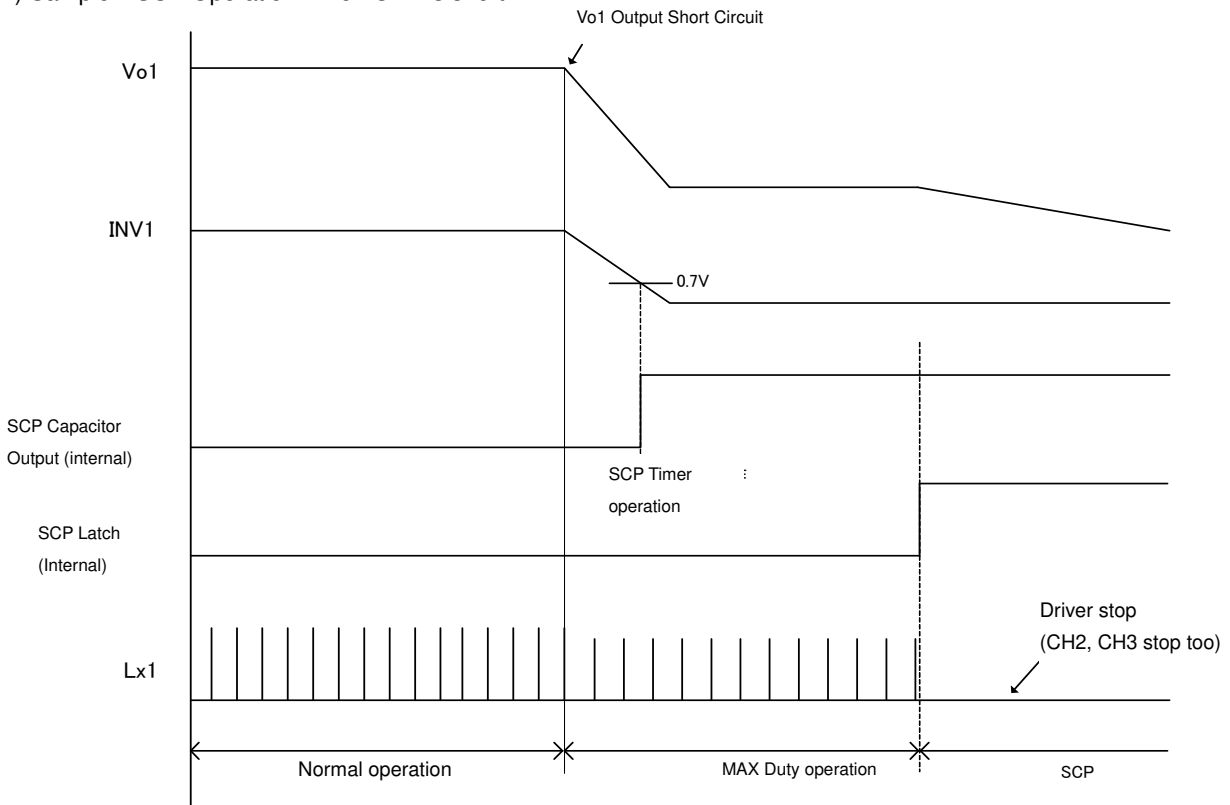 Vo1 Output Short Circuit
Vo1
INV1
0.7V
SCP Capacitor
Output (internal)
SCP Timer
operation
SCP Latch
(Internal)
Driver stop
(CH2, CH3 stop too)
Lx1
Normal operation
MAX Duty operation
SCP